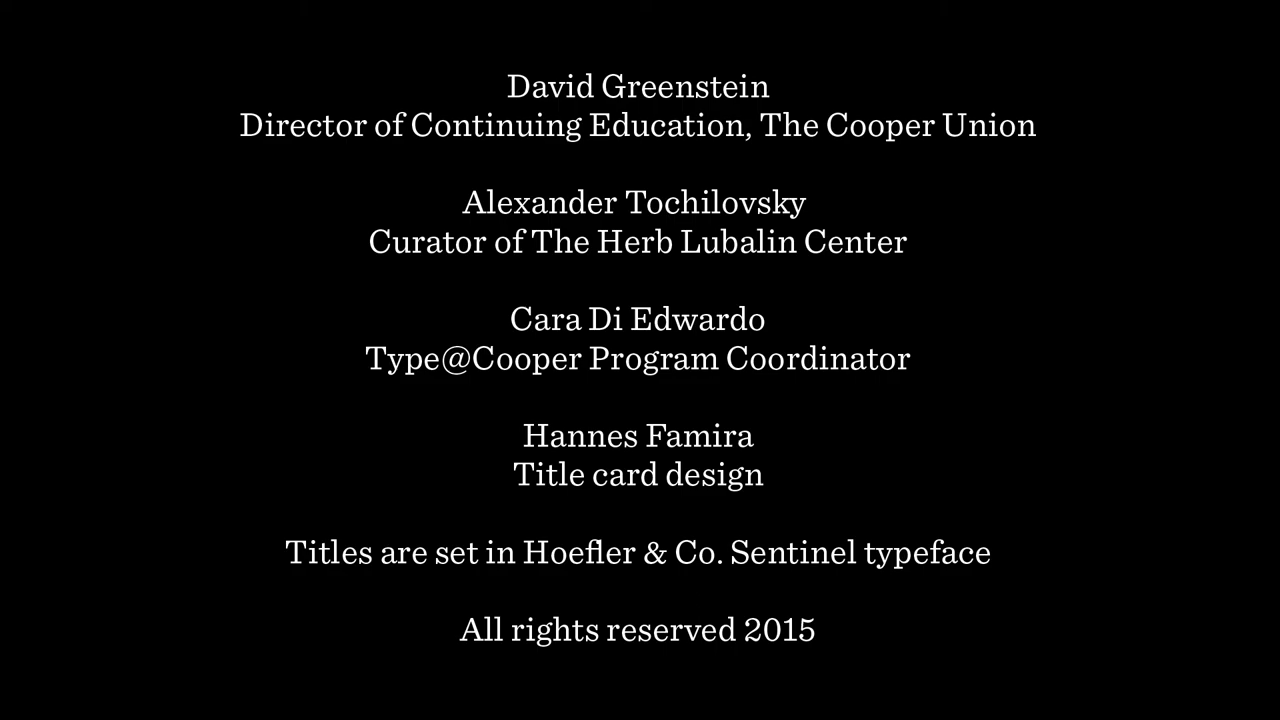 David Greenstein
Director of Continuing Education, The Cooper Union
Alexander Tochilovsky
Curator of The Herb Lubalin Center
Cara Di Edwardo
Type@Cooper Program Coordinator
Hannes Famira
Title card design
Titles are set in Hoefler & Co. Sentinel typeface
All rights reserved 2015